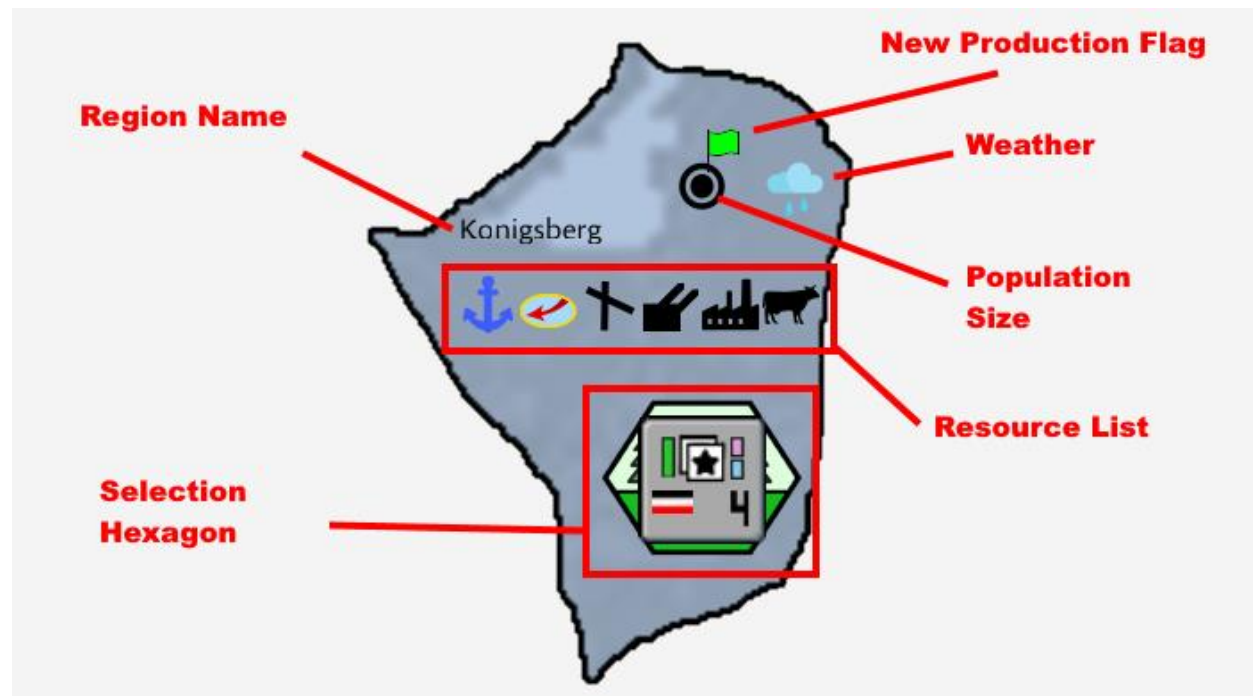 New Production Flag
Region Name
Weather
Konigsberg
Population
Size
Resource List
Selection
Hexagon
4